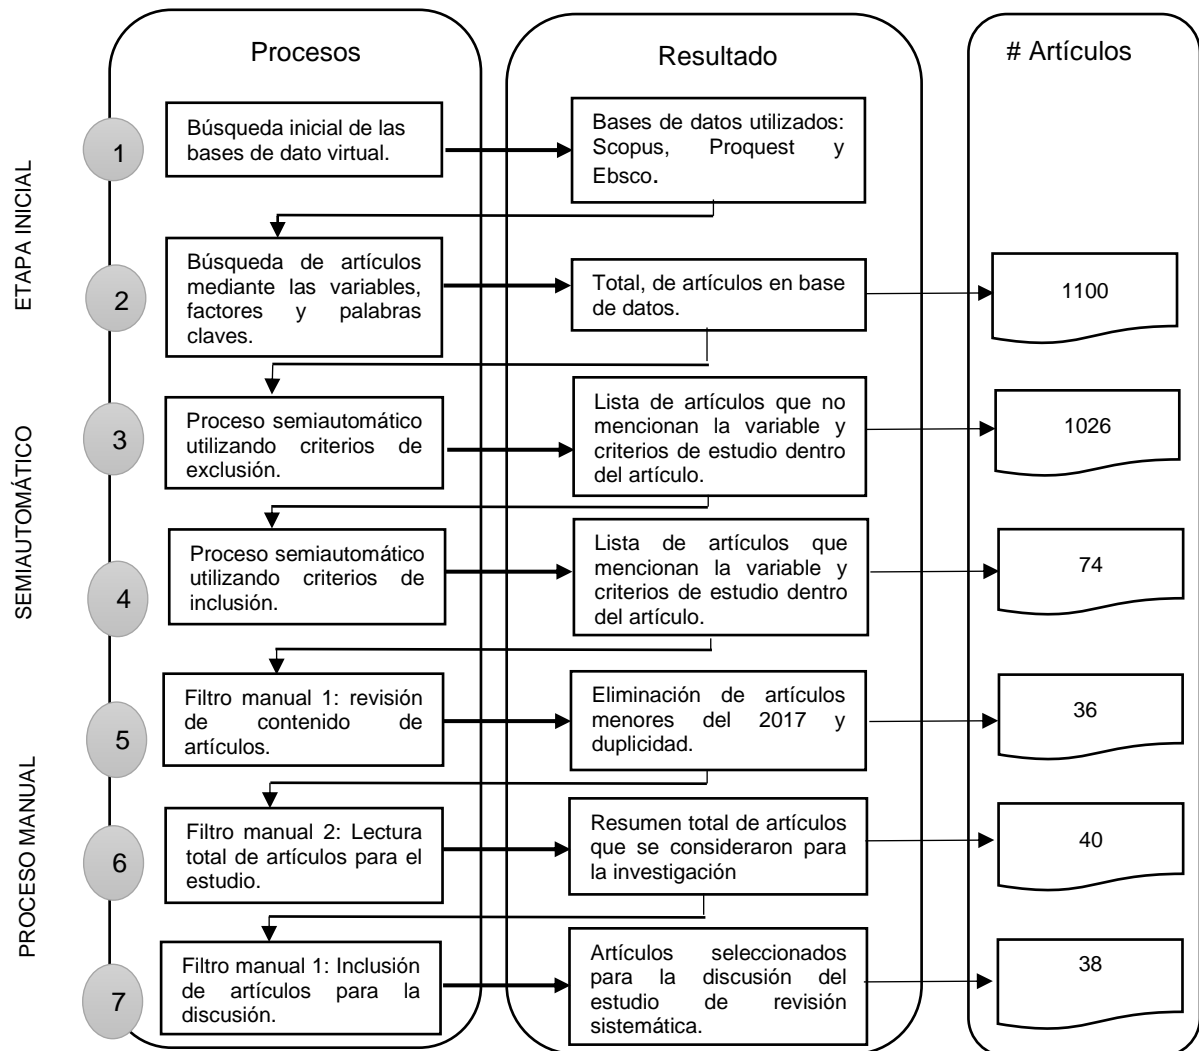 Procesos
Resultado
# Artículos
ETAPA INICIAL
1
Búsqueda inicial de las
bases de dato virtual.
Bases de datos utilizados:
Scopus, Proquest y
Ebsco.
2
Búsqueda de artículos
mediante las variables,
factores y palabras
claves.
Total, de artículos en base
de datos.
1100
SEMIAUTOMÁTICO
3
Proceso semiautomático
utilizando criterios de
exclusión.
Lista de artículos que no
mencionan la variable y
criterios de estudio dentro
del artículo.
1026
4
Proceso semiautomático
utilizando criterios de
inclusión.
Lista de artículos que
mencionan la variable y
criterios de estudio dentro
del artículo.
74
PROCESO MANUAL
5
Filtro manual 1: revisión
de contenido de
artículos.
Eliminación de artículos
menores del 2017 y
duplicidad.
36
6
Filtro manual 2: Lectura
total de artículos para el
estudio.
Resumen total de artículos
que se consideraron para
la investigación
40
7
Filtro manual 1: Inclusión
de artículos para la
discusión.
Artículos seleccionados
para la discusión del
estudio de revisión
sistemática.
38